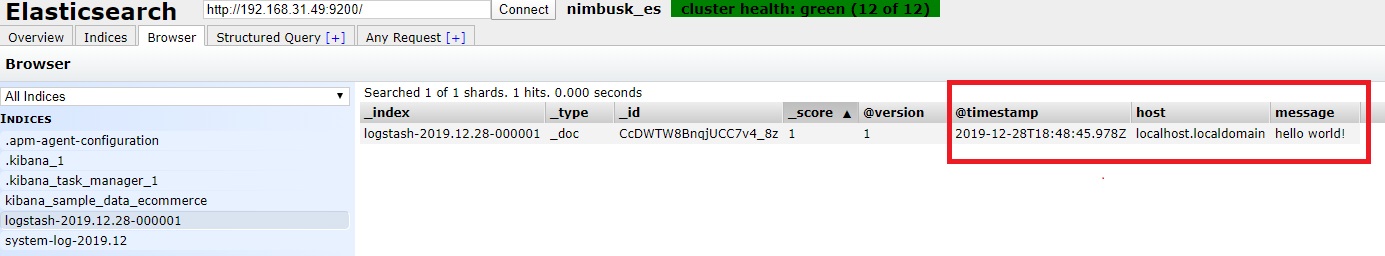 Elasticsearch http://192.168.31.49:9200/ Connect nimbusk_es cluster health: green (12 of 12)
Overview Indices Browser Structured Query [+] Any Request [+]
Browser
All Indices ▼
INDICES
.apm-agent-configuration
.kibana_1
.kibana_task_manager_1
kibana_sample_data_ecommerce
logstash-2019.12.28-000001
system-log-2019.12
Searched 1 of 1 shards. 1 hits. 0.000 seconds
_index _type _id _score ▲ @version @timestamp host message
logstash-2019.12.28-000001 _doc CcDWTW8BnqjUCC7v4_8z 1 1 2019-12-28T18:48:45.978Z localhost.localdomain hello world!